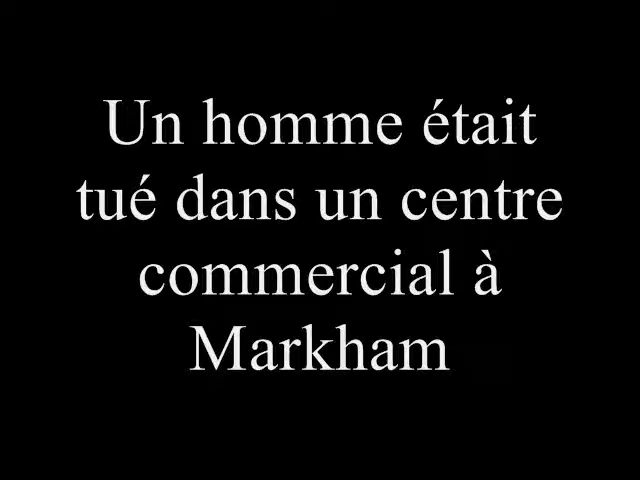 Un homme était
tué dans un centre
commercial à
Markham